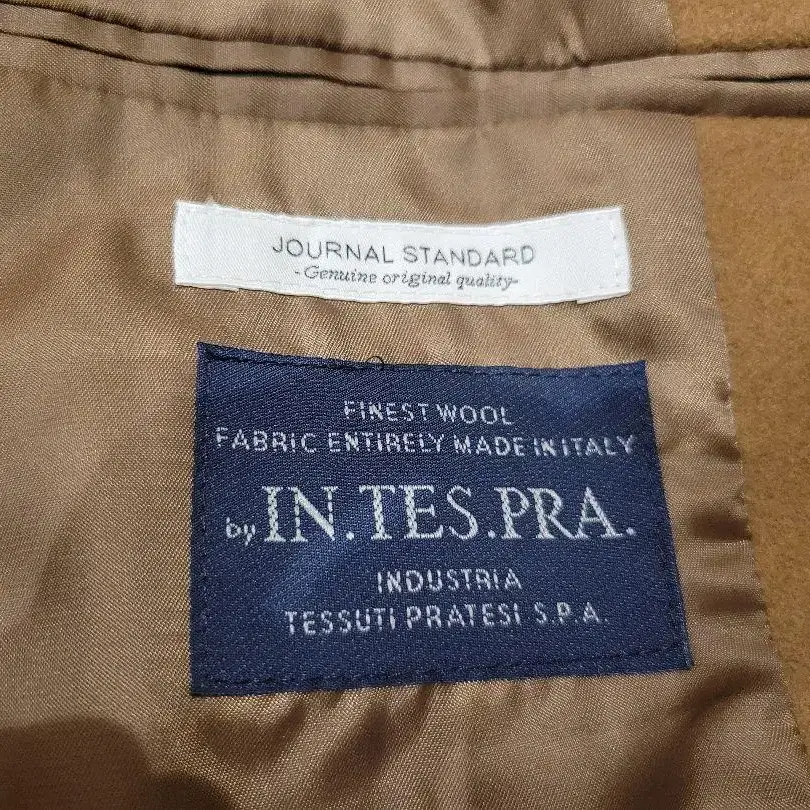 JOURNAL STANDARD
-Genuine original quality-
FINEST WOOL
FABRIC ENTIRELY MADE IN ITALY
by IN.TES.PRA.
INDUSTRIA
TESSUTI PRATESI S.P.A.